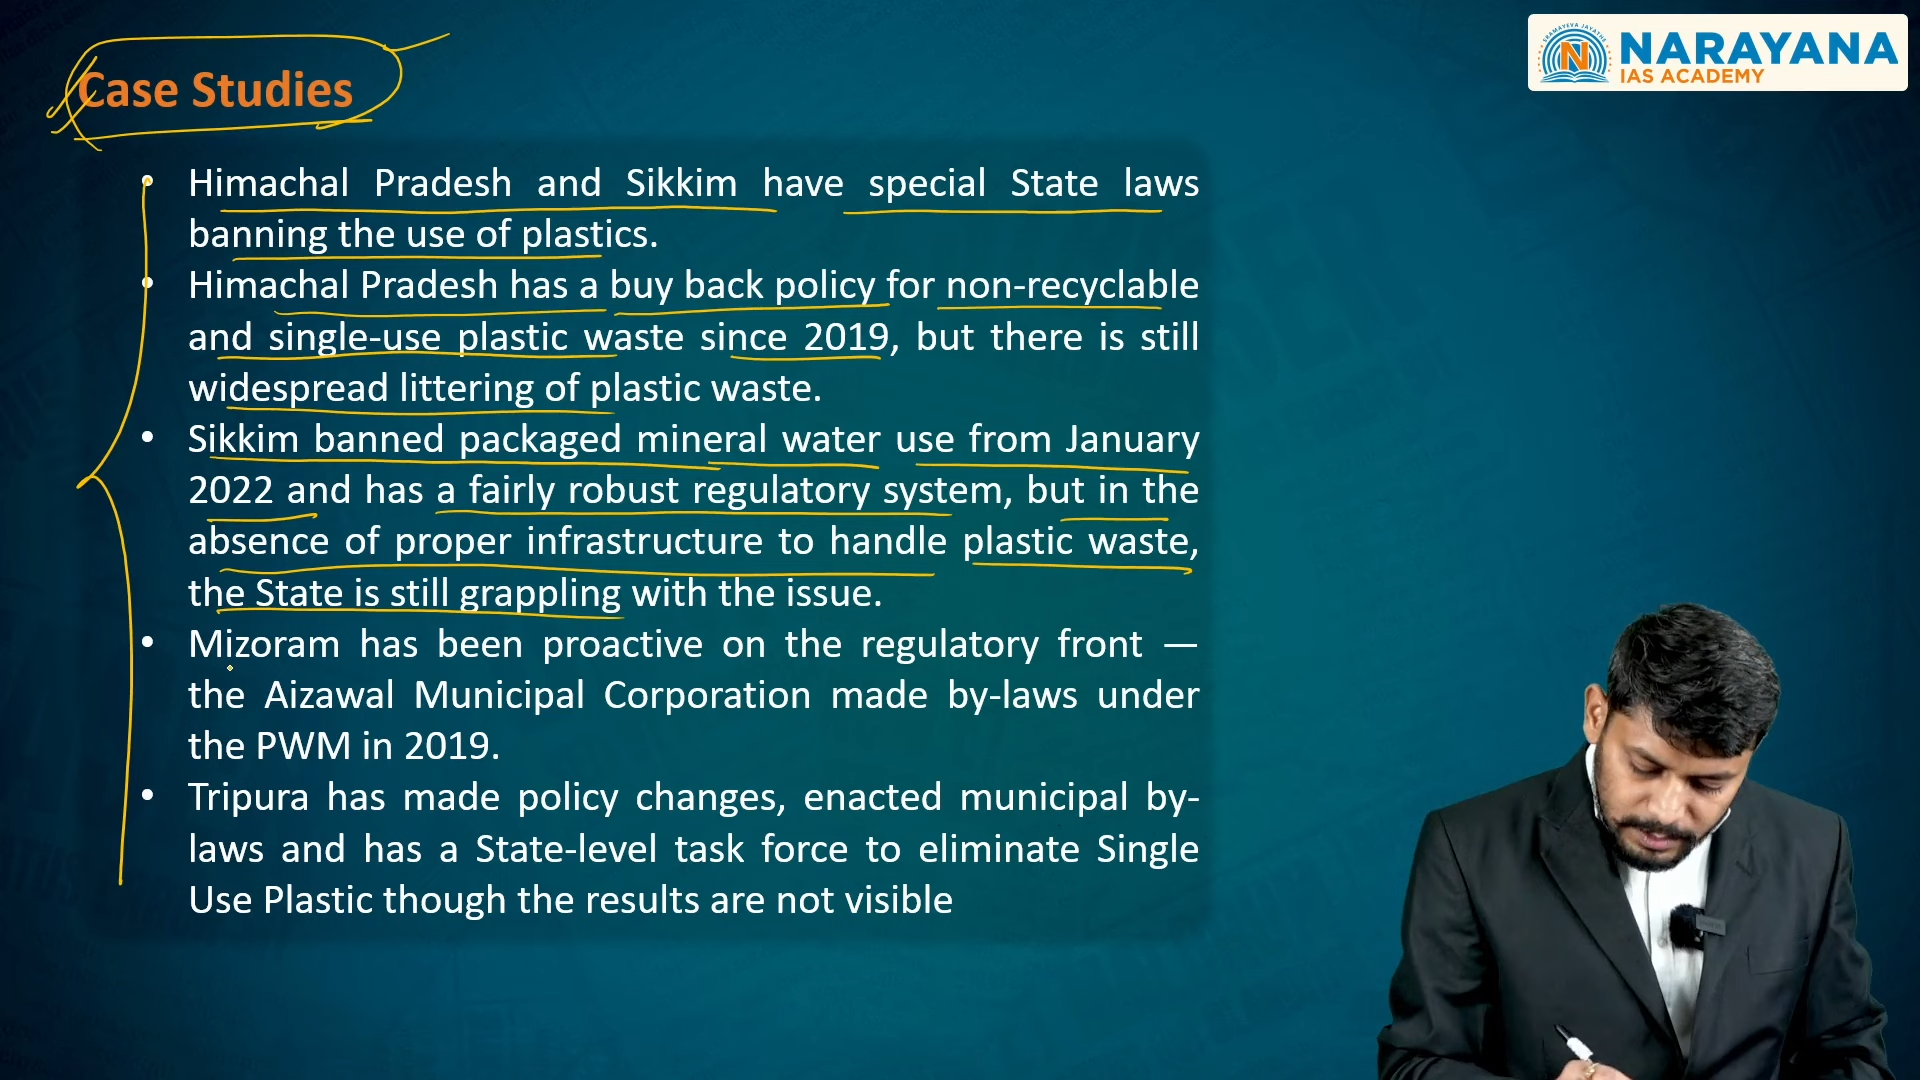 Case Studies
NARAYANA
IAS ACADEMY
• Himachal Pradesh and Sikkim have special State laws
banning the use of plastics.
• Himachal Pradesh has a buy back policy for non-recyclable
and single-use plastic waste since 2019, but there is still
widespread littering of plastic waste.
• Sikkim banned packaged mineral water use from January
2022 and has a fairly robust regulatory system, but in the
absence of proper infrastructure to handle plastic waste,
the State is still grappling with the issue.
• Mizoram has been proactive on the regulatory front —
the Aizawal Municipal Corporation made by-laws under
the PWM in 2019.
• Tripura has made policy changes, enacted municipal by-
laws and has a State-level task force to eliminate Single
Use Plastic though the results are not visible